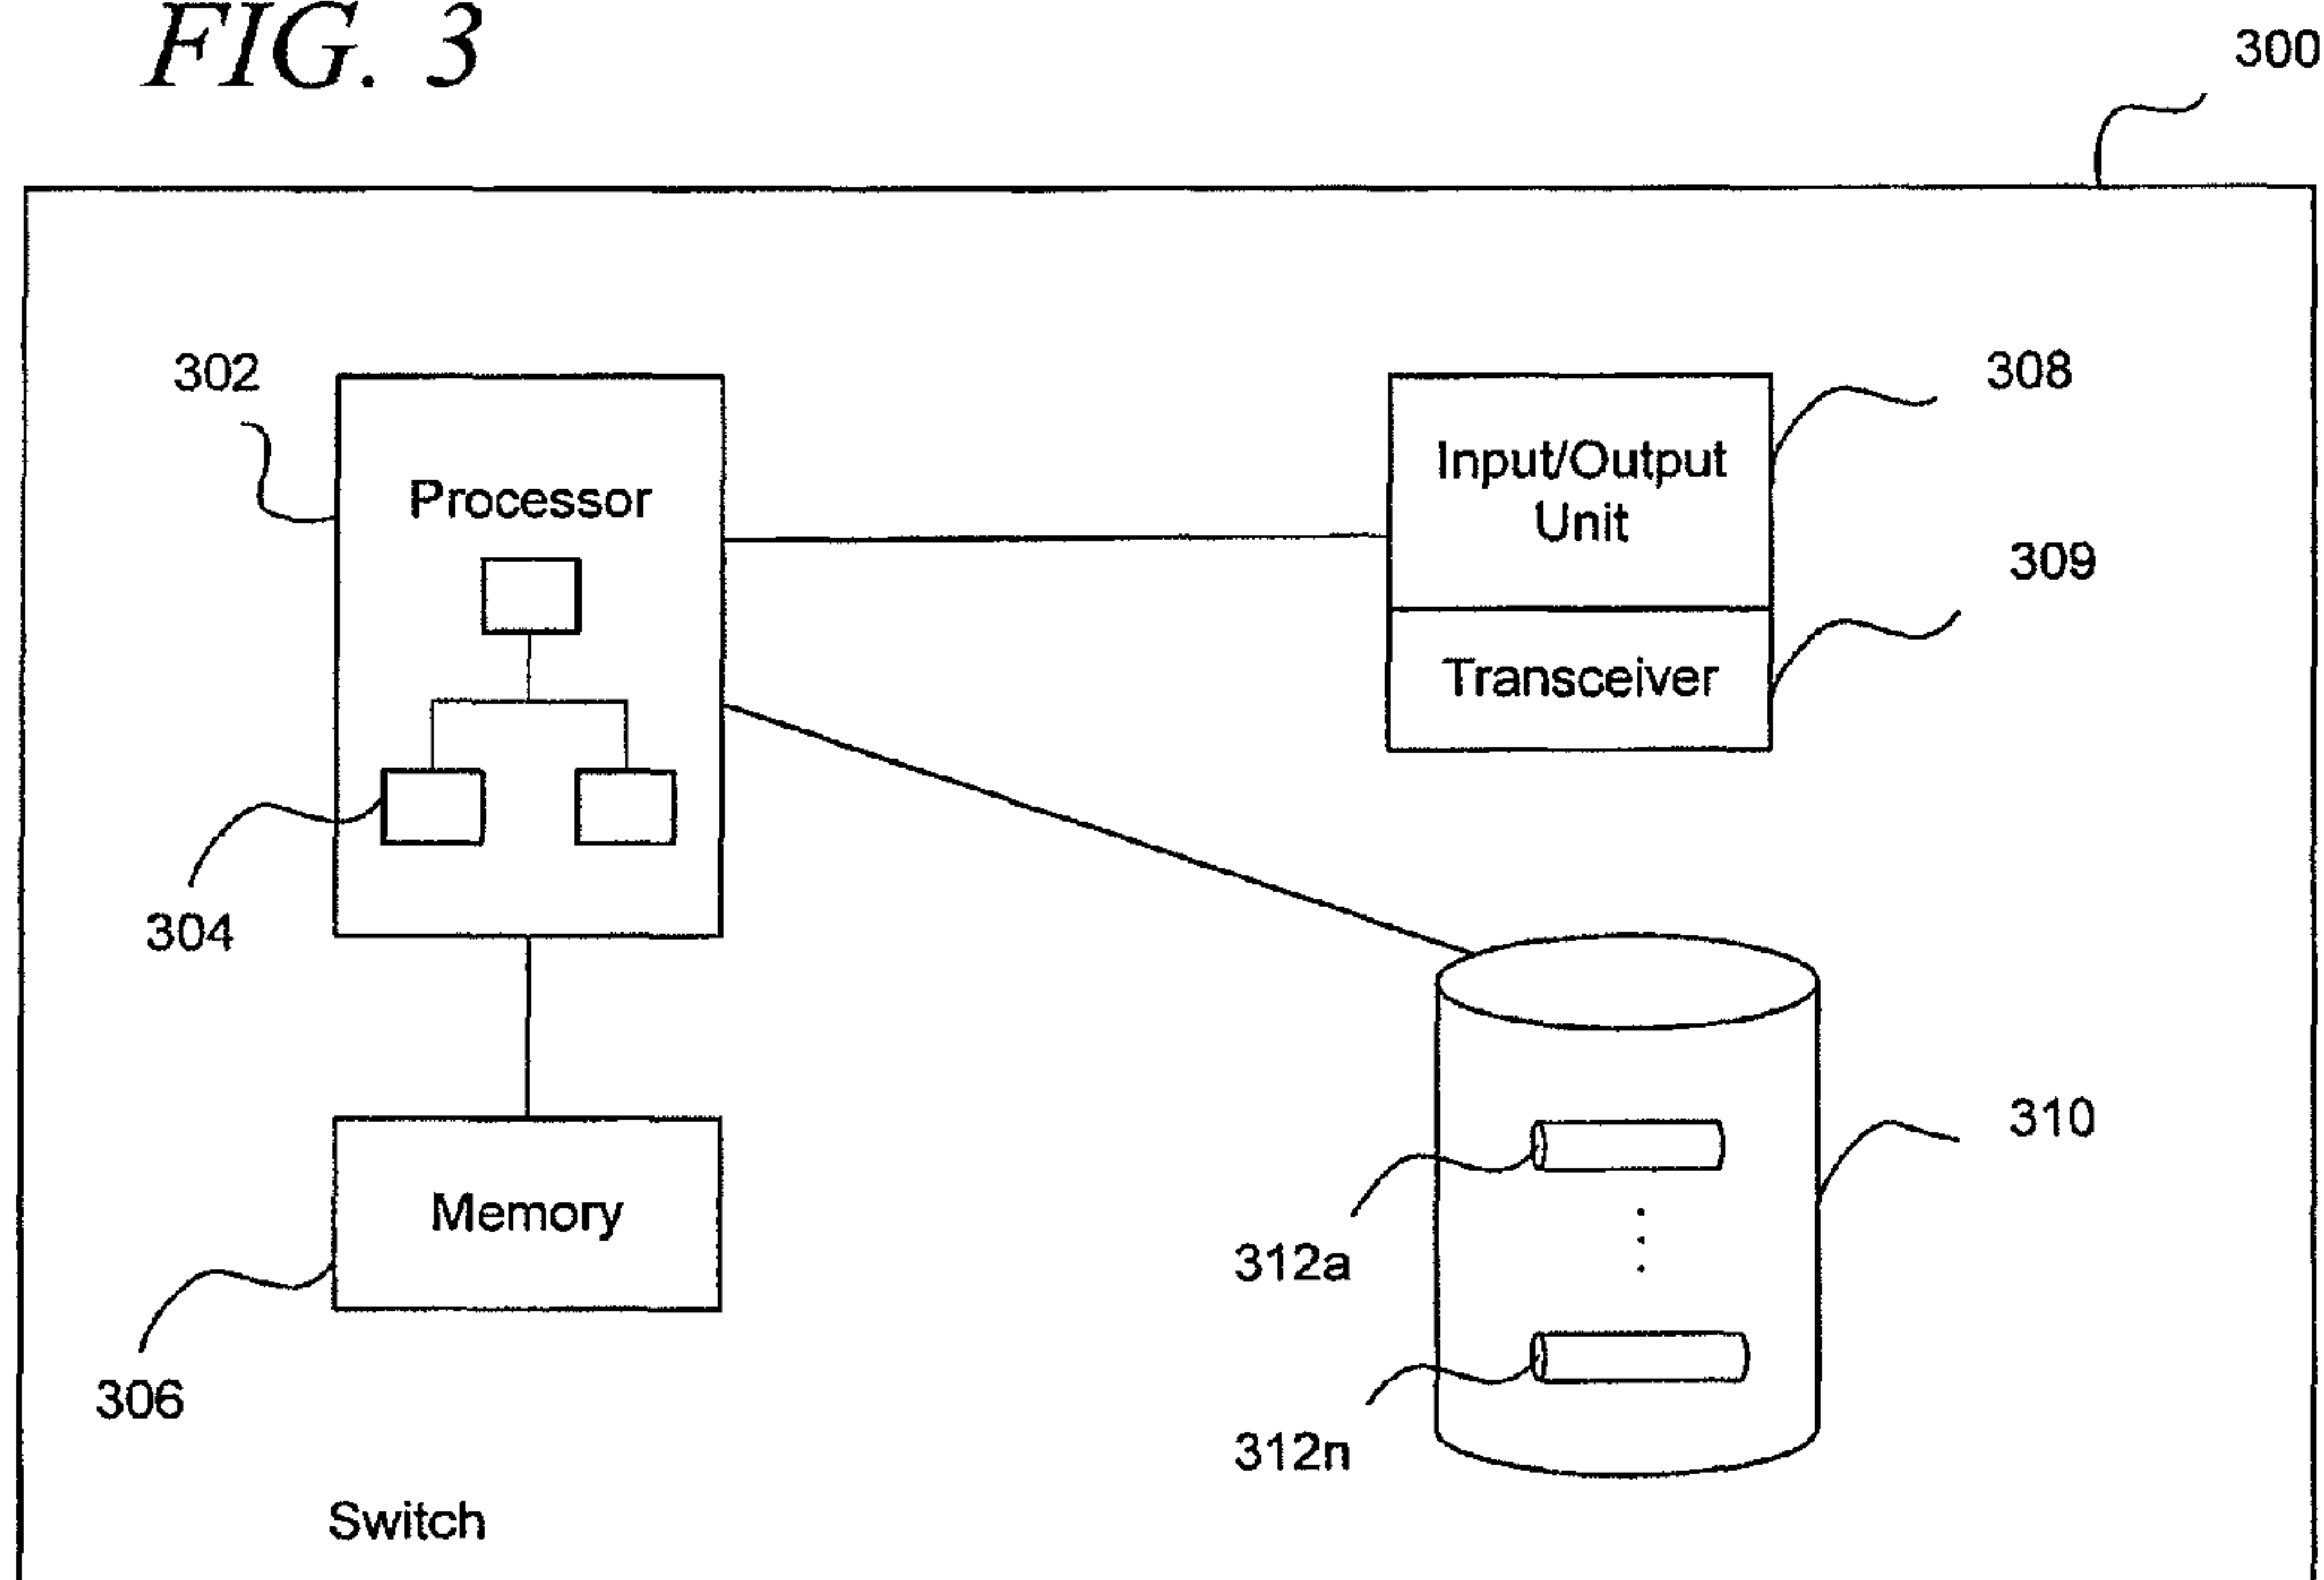 FIG. 3
300
302
308
Processor
Input/Output
Unit
309
Transceiver
304
310
Memory
312a
306
312n
Switch